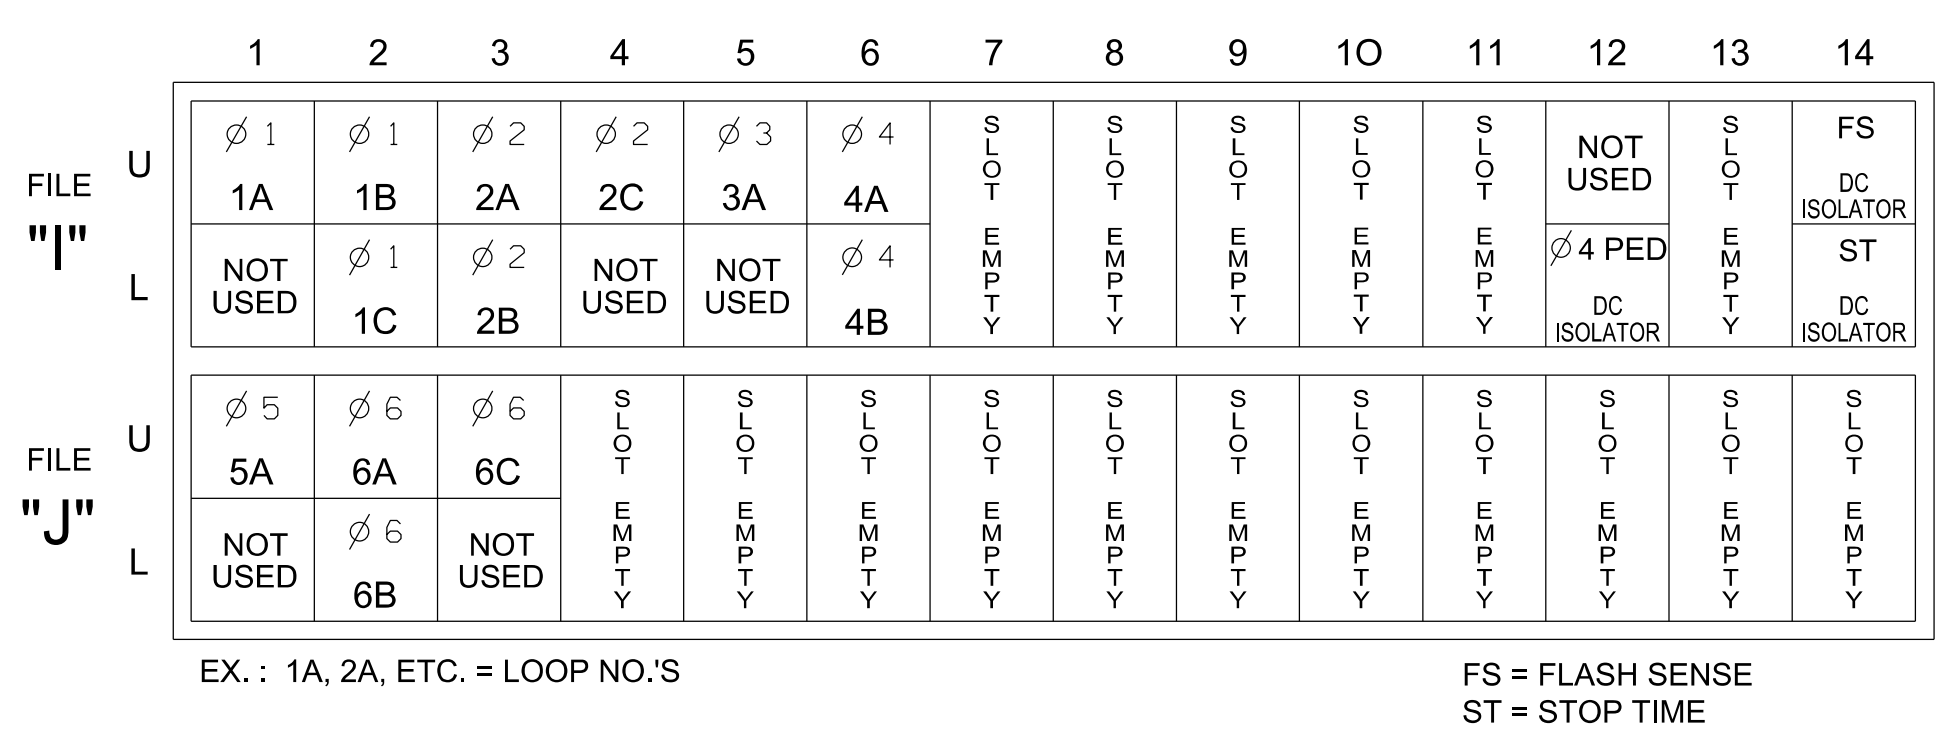 1 2 3 4 5 6 7 8 9 10 11 12 13 14
FILE "I"
U
Ø 1 Ø 1 Ø 2 Ø 2 Ø 3 Ø 4 SLOT EMPTY SLOT EMPTY SLOT EMPTY SLOT EMPTY SLOT EMPTY NOT USED SLOT EMPTY FS
1A 1B 2A 2C 3A 4A DC ISOLATOR
L
NOT USED Ø 1 Ø 2 NOT USED NOT USED Ø 4 Ø 4 PED ST
1C 2B 4B DC ISOLATOR DC ISOLATOR
FILE "J"
U
Ø 5 Ø 6 Ø 6 SLOT EMPTY SLOT EMPTY SLOT EMPTY SLOT EMPTY SLOT EMPTY SLOT EMPTY SLOT EMPTY SLOT EMPTY SLOT EMPTY SLOT EMPTY SLOT EMPTY
5A 6A 6C
L
NOT USED Ø 6 NOT USED
6B
EX. : 1A, 2A, ETC. = LOOP NO.'S
FS = FLASH SENSE
ST = STOP TIME